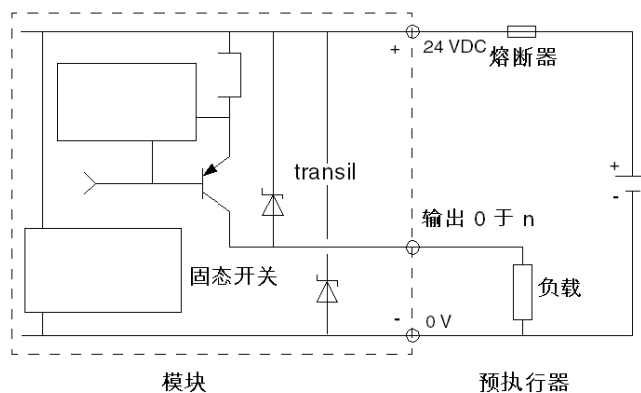 + 24 VDC
熔断器
transil
+
-
输出 0 于 n
固态开关
负载
- 0 V
模块
预执行器